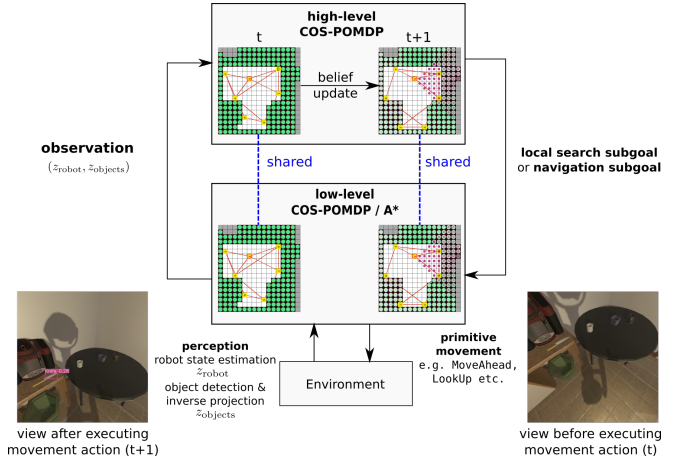 high-level
COS-POMDP
t
t+1
belief
update
observation
(z_robot, z_objects)
shared
shared
local search subgoal
or navigation subgoal
low-level
COS-POMDP / A*
perception
robot state estimation
z_robot
object detection &
inverse projection
z_objects
Environment
primitive
movement
e.g. MoveAhead,
LookUp etc.
view after executing
movement action (t+1)
view before executing
movement action (t)